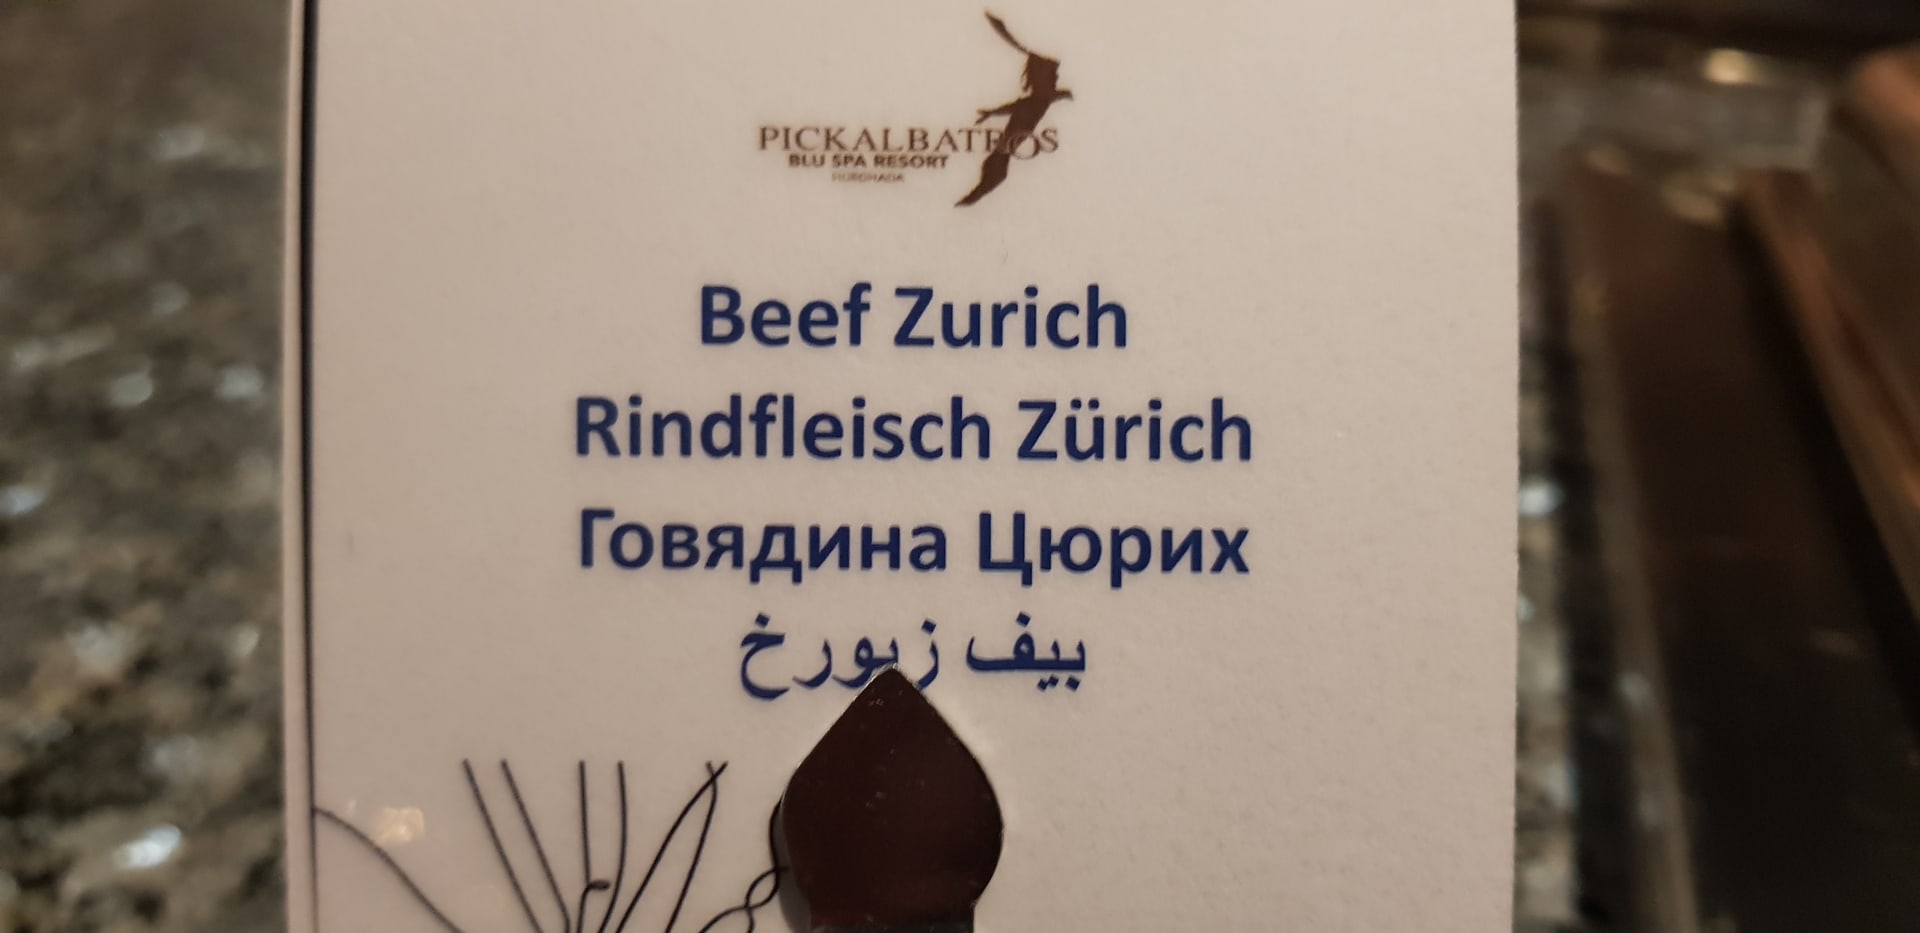 PICKALBATROS
BLU SPA RESORT
HURGHADA
Beef Zurich
Rindfleisch Zürich
Говядина Цюрих
بيف زيورخ